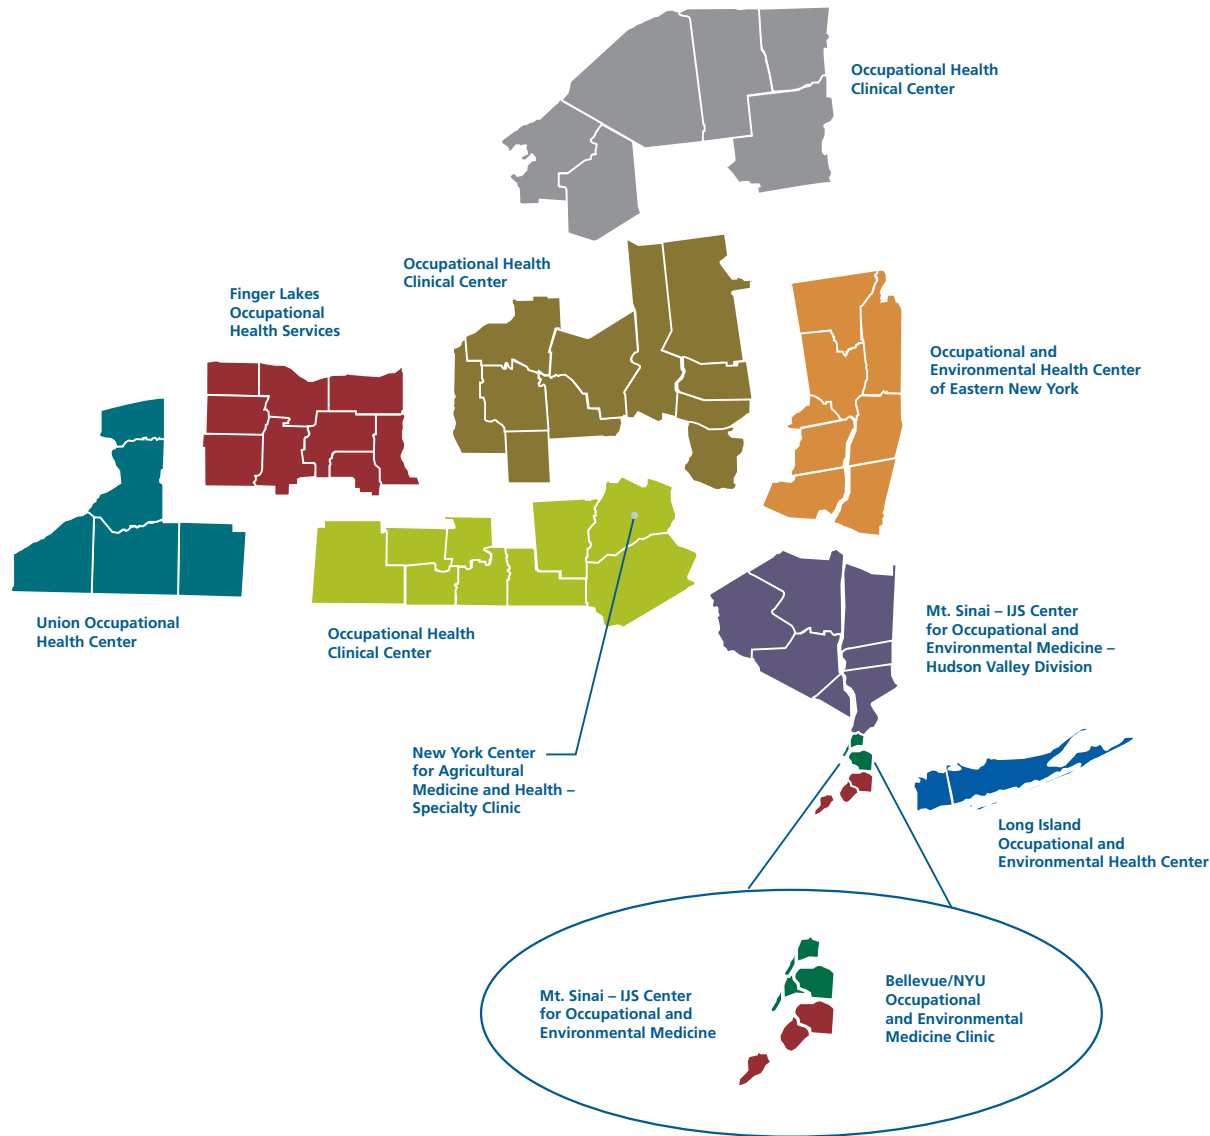 Occupational Health
Clinical Center
Occupational Health
Clinical Center
Finger Lakes
Occupational
Health Services
Occupational and
Environmental Health Center
of Eastern New York
Union Occupational
Health Center
Occupational Health
Clinical Center
Mt. Sinai – IJS Center
for Occupational and
Environmental Medicine –
Hudson Valley Division
New York Center
for Agricultural
Medicine and Health –
Specialty Clinic
Long Island
Occupational and
Environmental Health Center
Mt. Sinai – IJS Center
for Occupational and
Environmental Medicine
Bellevue/NYU
Occupational
and Environmental
Medicine Clinic